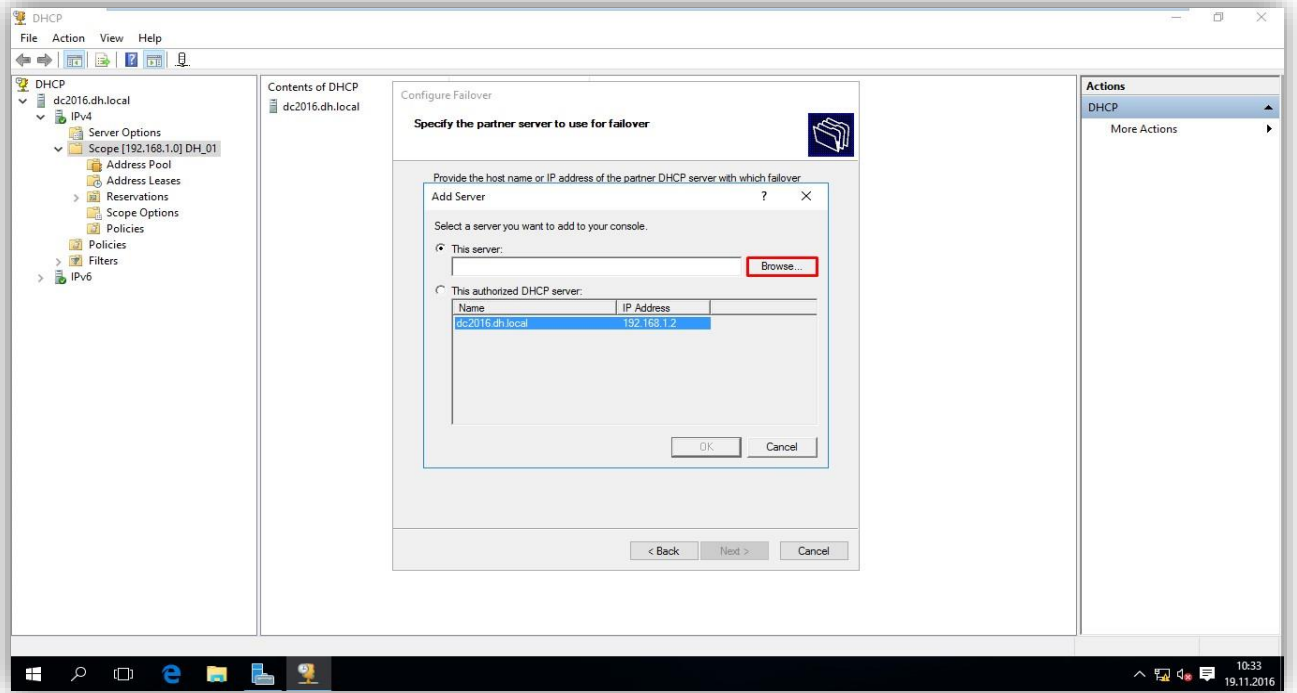 DHCP
File Action View Help
DHCP
dc2016.dh.local
IPv4
Server Options
Scope [192.168.1.0] DH_01
Address Pool
Address Leases
Reservations
Scope Options
Policies
Policies
Filters
IPv6
Contents of DHCP
dc2016.dh.local
Configure Failover
Specify the partner server to use for failover
Provide the host name or IP address of the partner DHCP server with which failover
Add Server ?
Select a server you want to add to your console.
This server:
Browse...
This authorized DHCP server:
Name IP Address
dc2016.dh.local 192.168.1.2
OK Cancel
< Back Next > Cancel
Actions
DHCP
More Actions
10:33
19.11.2016